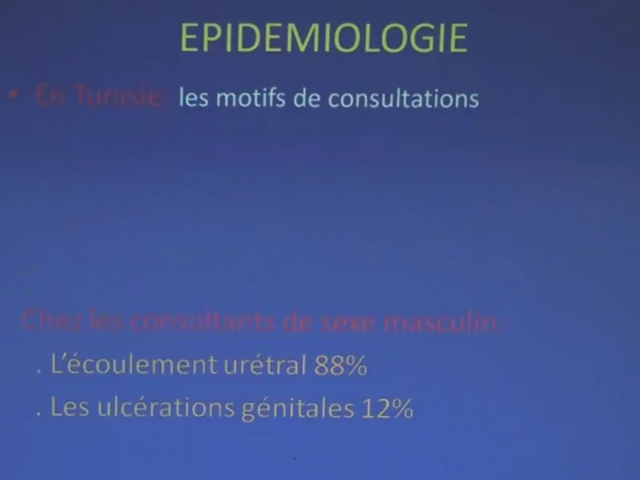 EPIDEMIOLOGIE
• En Tunisie: les motifs de consultations
Chez les consultants de sexe masculin:
. L'écoulement urétral 88%
. Les ulcérations génitales 12%